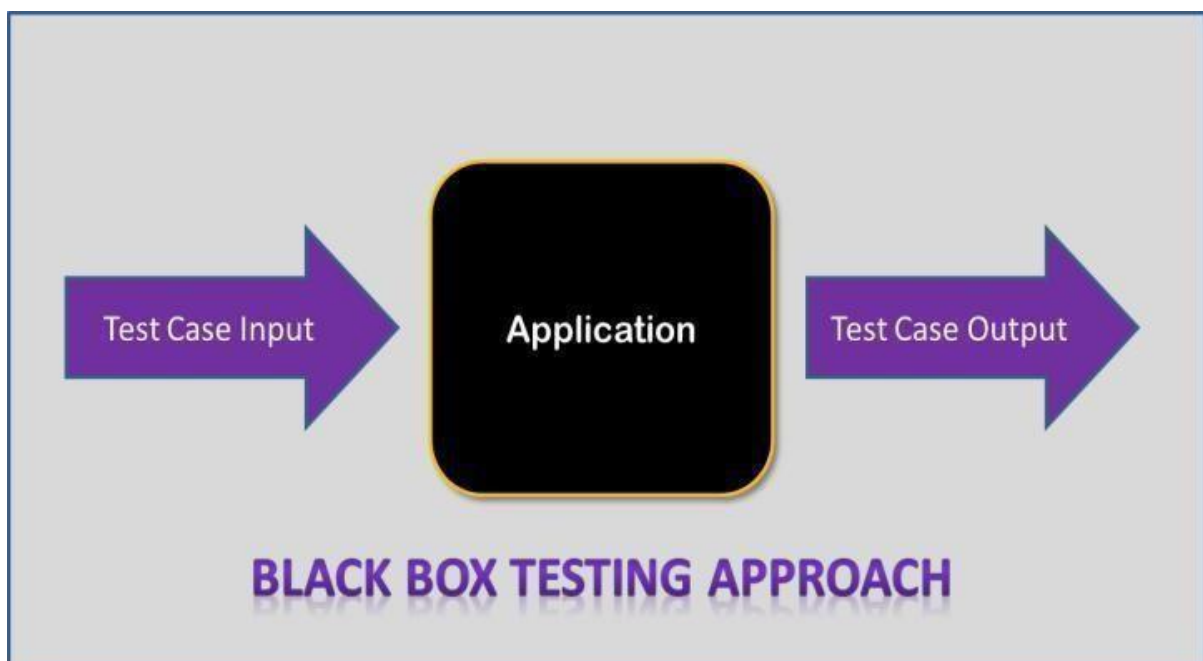 Test Case Input
Application
Test Case Output
BLACK BOX TESTING APPROACH